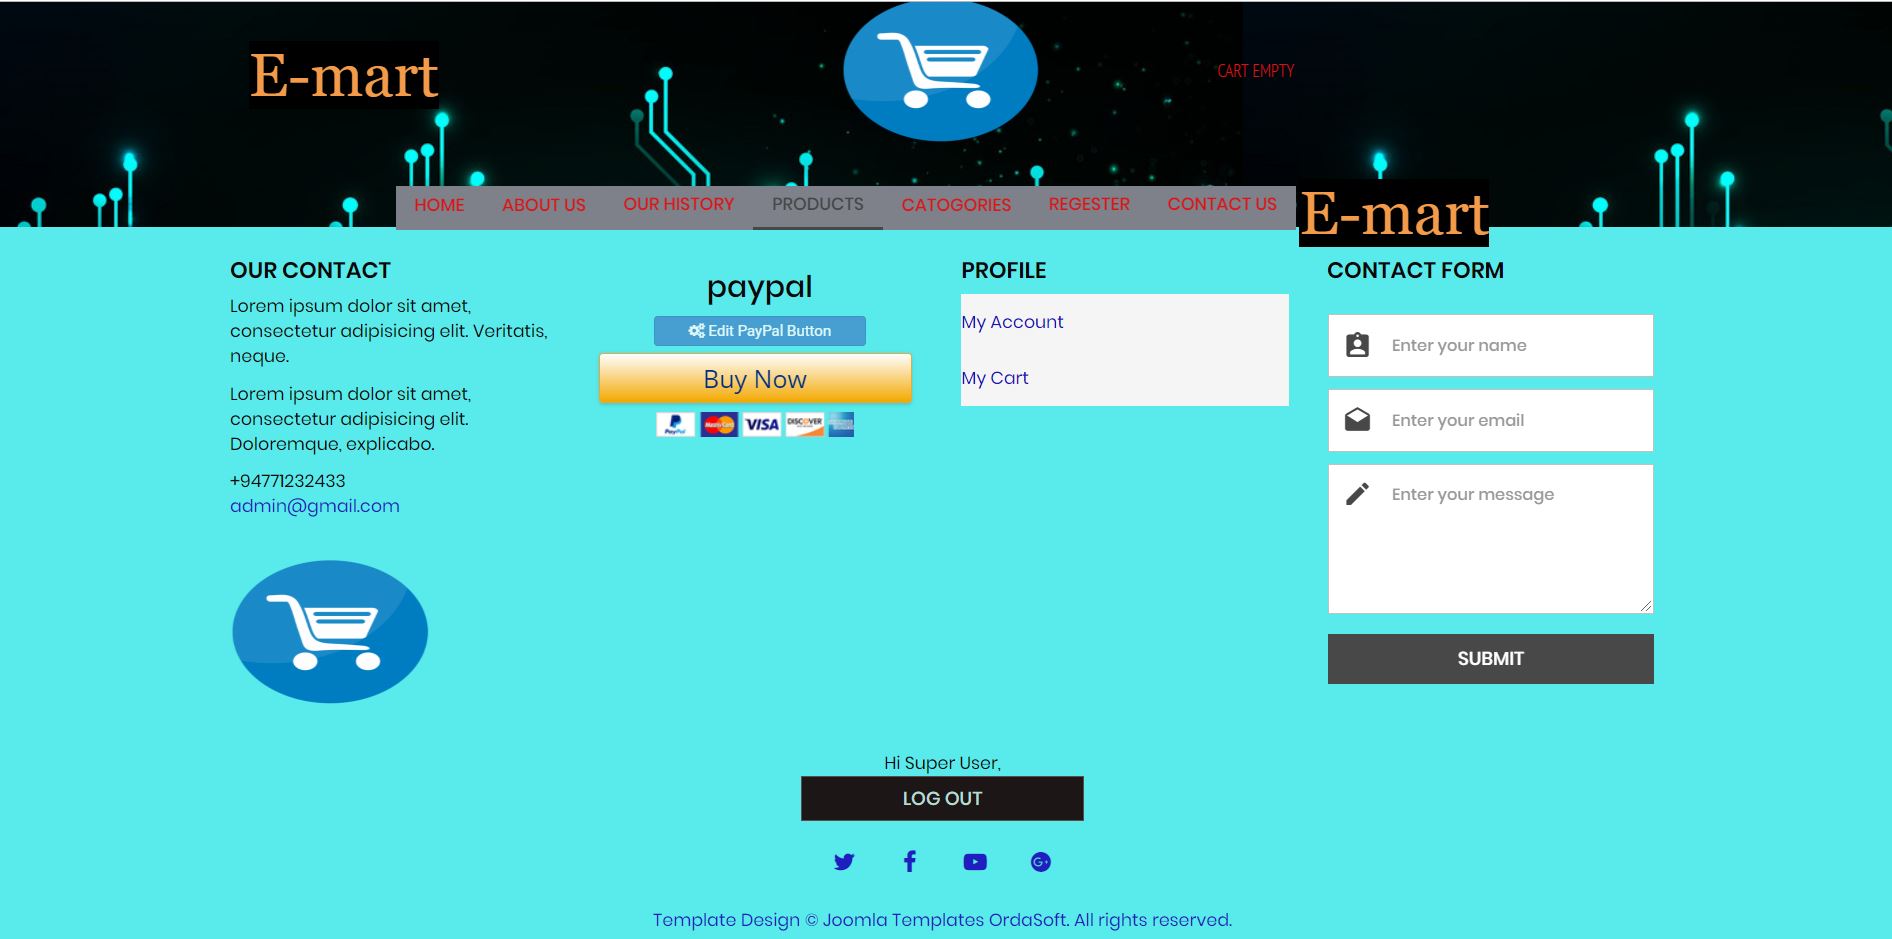 E-mart
CART EMPTY
HOME ABOUT US OUR HISTORY PRODUCTS CATOGORIES REGESTER CONTACT US
E-mart
OUR CONTACT
Lorem ipsum dolor sit amet,
consectetur adipisicing elit. Veritatis,
neque.
Lorem ipsum dolor sit amet,
consectetur adipisicing elit.
Doloremque, explicabo.
+94771232433
admin@gmail.com
paypal
Edit PayPal Button
Buy Now
PayPal MasterCard VISA DISCOVER
PROFILE
My Account
My Cart
CONTACT FORM
Enter your name
Enter your email
Enter your message
SUBMIT
Hi Super User,
LOG OUT
G+
Template Design © Joomla Templates OrdaSoft. All rights reserved.